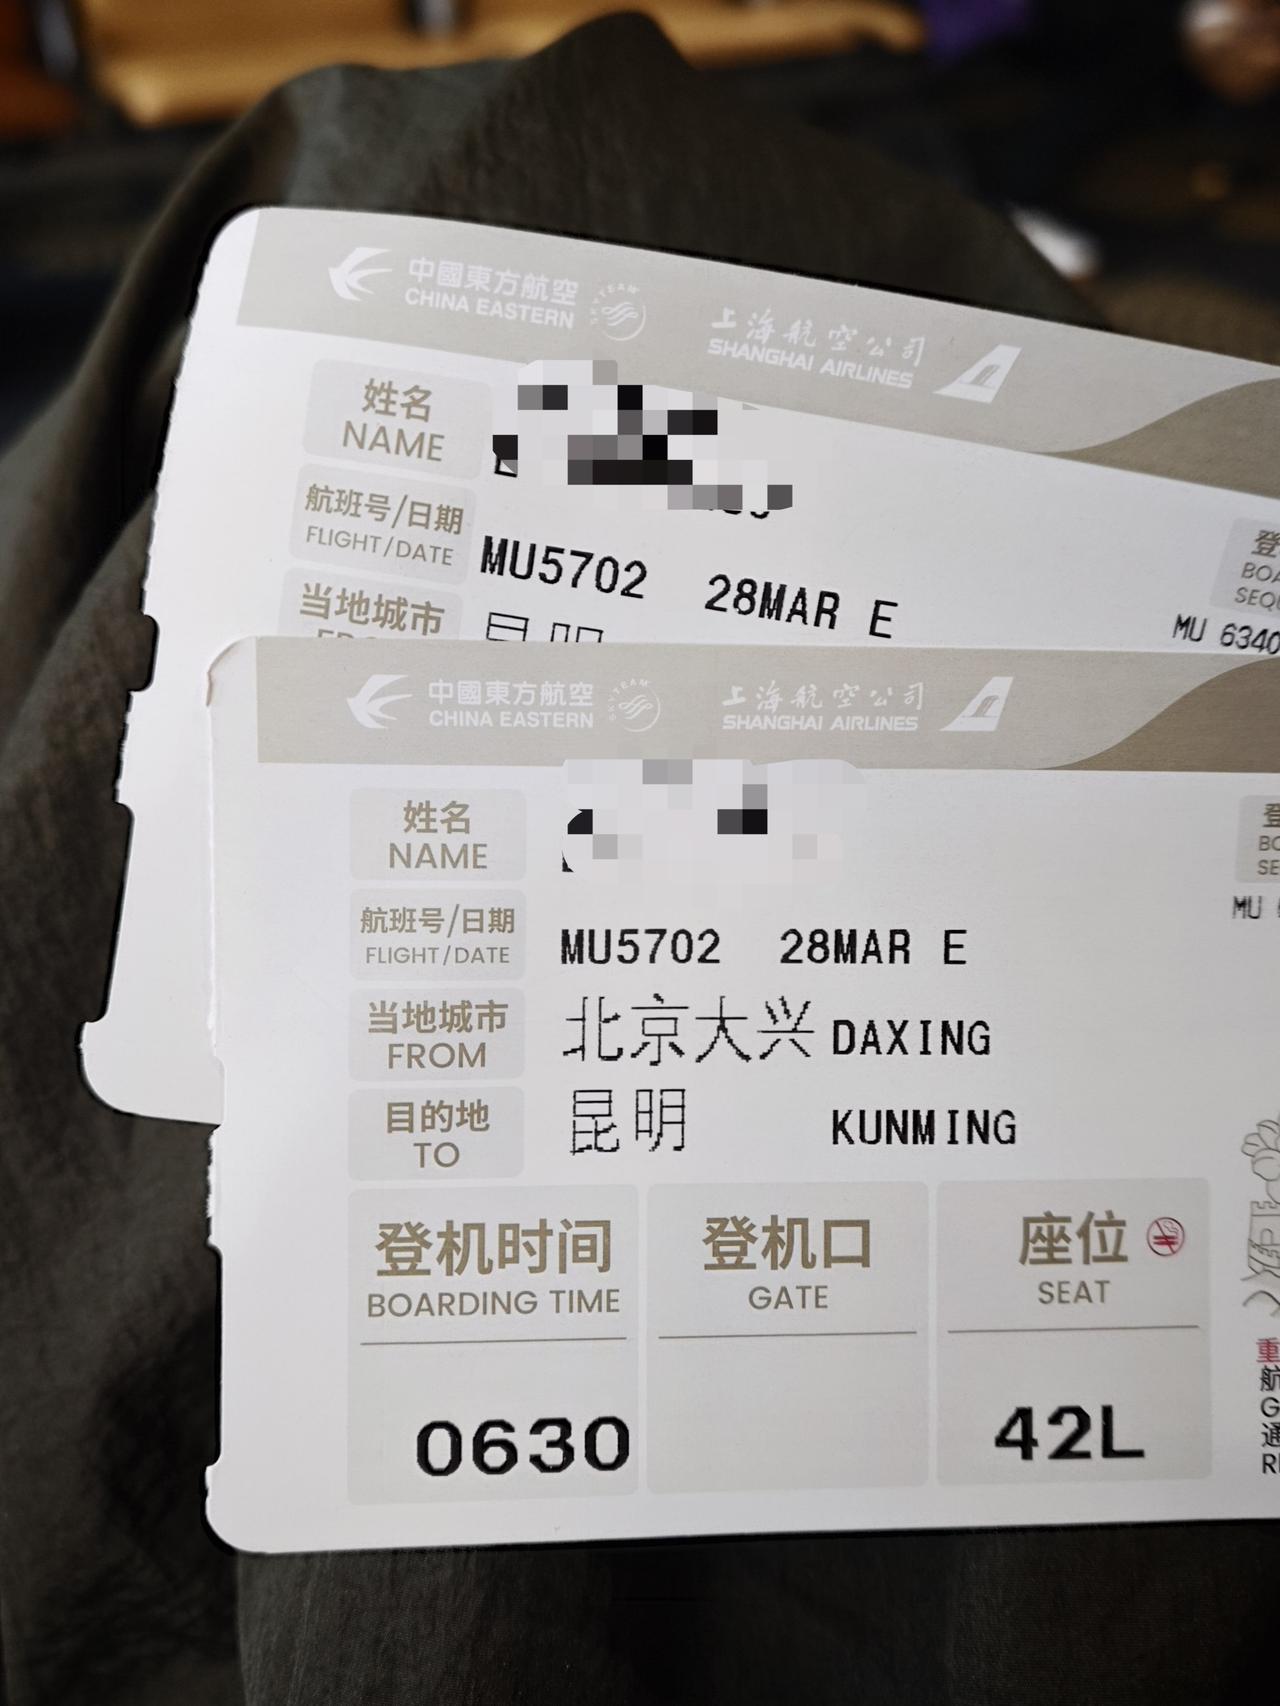 中國東方航空
CHINA EASTERN
SKYTEAM
上海航空公司
SHANGHAI AIRLINES
姓名
NAME
航班号/日期
FLIGHT/DATE
MU5702 28MAR E
当地城市
MU 6340
中國東方航空
CHINA EASTERN
SKYTEAM
上海航空公司
SHANGHAI AIRLINES
姓名
NAME
航班号/日期
FLIGHT/DATE
MU5702 28MAR E
MU
当地城市
FROM
北京大兴 DAXING
目的地
TO
昆明 KUNMING
登机时间
BOARDING TIME
0630
登机口
GATE
座位
SEAT
42L